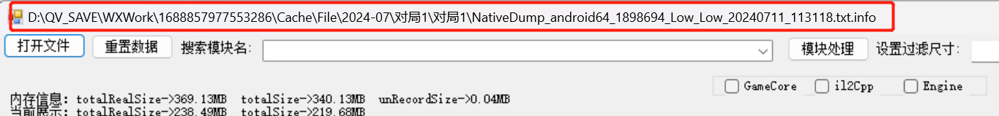 D:\QV_SAVE\WXWork\1688857977553286\Cache\File\2024-07\对局1\对局1\NativeDump_android64_1898694_Low_Low_20240711_113118.txt.info
打开文件 重置数据 搜索模块名： 模块处理 设置过滤尺寸：
GameCore il2Cpp Engine
内存信息：totalRealSize->369.13MB totalSize->340.13MB unRecordSize->0.04MB
当前展示：totalRealSize->238.49MB totalSize->219.68MB